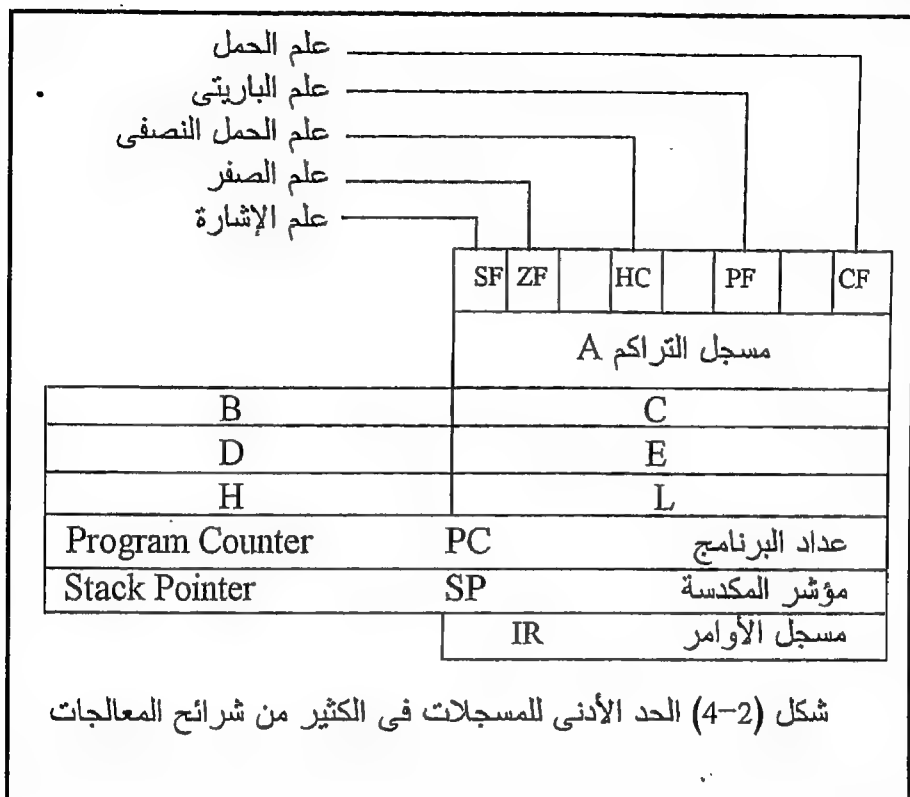 علم الحمل
علم الباريتى
علم الحمل النصفى
علم الصفر
علم الإشارة
SF ZF HC PF CF
مسجل التراكم A
B C
D E
H L
Program Counter PC عداد البرنامج
Stack Pointer SP مؤشر المكدسة
IR مسجل الأوامر
شكل (2-4) الحد الأدنى للمسجلات فى الكثير من شرائح المعالجات